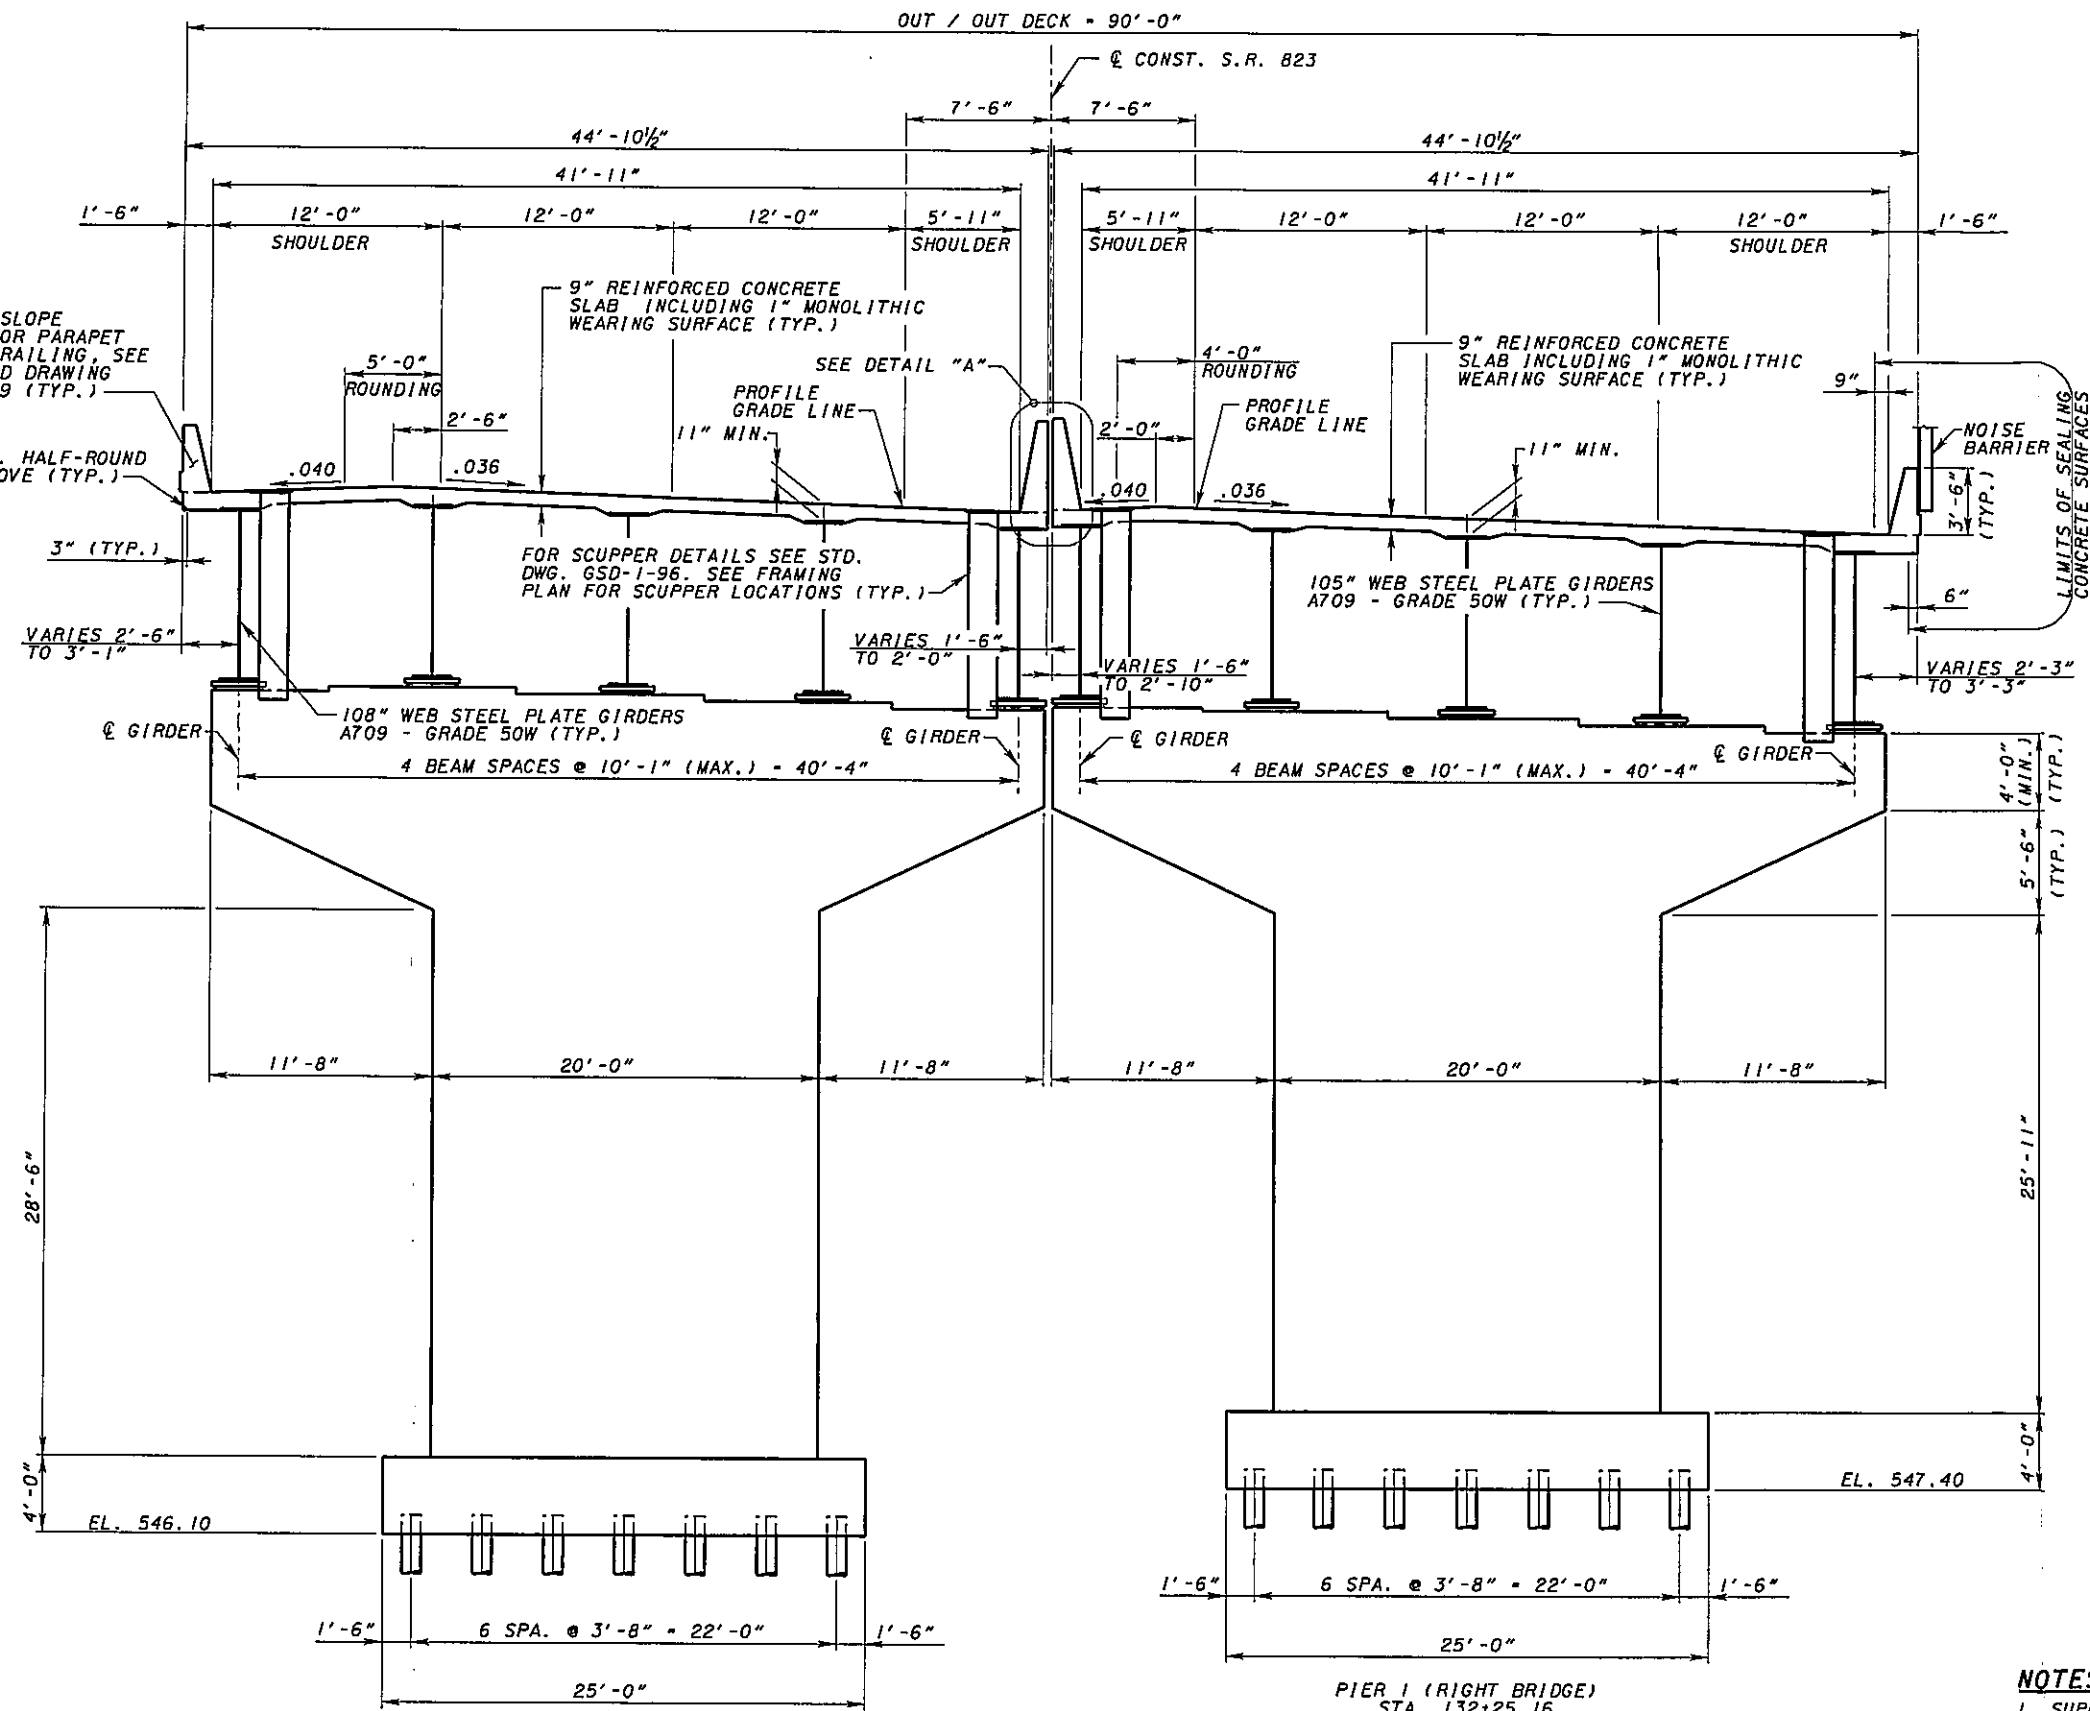 OUT / OUT DECK = 90'-0"
℄ CONST. S.R. 823
7'-6" 7'-6"
44'-10½" 44'-10½"
41'-11" 41'-11"
1'-6" 12'-0" 12'-0" 12'-0" 5'-11" 5'-11" 12'-0" 12'-0" 12'-0" 1'-6"
SHOULDER SHOULDER SHOULDER SHOULDER
SLOPE
OR PARAPET
RAILING, SEE
D DRAWING
9 (TYP.)
9" REINFORCED CONCRETE
SLAB INCLUDING 1" MONOLITHIC
WEARING SURFACE (TYP.)
5'-0"
ROUNDING
SEE DETAIL "A"
4'-0"
ROUNDING
9" REINFORCED CONCRETE
SLAB INCLUDING 1" MONOLITHIC
WEARING SURFACE (TYP.)
9"
LIMITS OF SEALING
CONCRETE SURFACES
PROFILE
GRADE LINE
PROFILE
GRADE LINE
2'-6"
11" MIN.
2'-0"
11" MIN.
NOISE
BARRIER
3'-6"
(TYP.)
. HALF-ROUND
OVE (TYP.)
.040 .036 .040 .036
3" (TYP.)
FOR SCUPPER DETAILS SEE STD.
DWG. GSD-1-96. SEE FRAMING
PLAN FOR SCUPPER LOCATIONS (TYP.)
105" WEB STEEL PLATE GIRDERS
A709 - GRADE 50W (TYP.)
6"
VARIES 2'-6"
TO 3'-1"
VARIES 1'-6"
TO 2'-0"
VARIES 1'-6"
TO 2'-10"
VARIES 2'-3"
TO 3'-3"
108" WEB STEEL PLATE GIRDERS
A709 - GRADE 50W (TYP.)
℄ GIRDER ℄ GIRDER ℄ GIRDER ℄ GIRDER
4 BEAM SPACES @ 10'-1" (MAX.) = 40'-4" 4 BEAM SPACES @ 10'-1" (MAX.) = 40'-4"
4'-0"
(MIN.)
(TYP.)
5'-6"
(TYP.)
11'-8" 20'-0" 11'-8" 11'-8" 20'-0" 11'-8"
28'-6"
25'-11"
4'-0"
4'-0"
EL. 547.40
EL. 546.10
1'-6" 6 SPA. @ 3'-8" = 22'-0" 1'-6"
1'-6" 6 SPA. @ 3'-8" = 22'-0" 1'-6"
25'-0"
25'-0"
PIER 1 (RIGHT BRIDGE)
STA. 132+25.16
NOTES
1. SUP